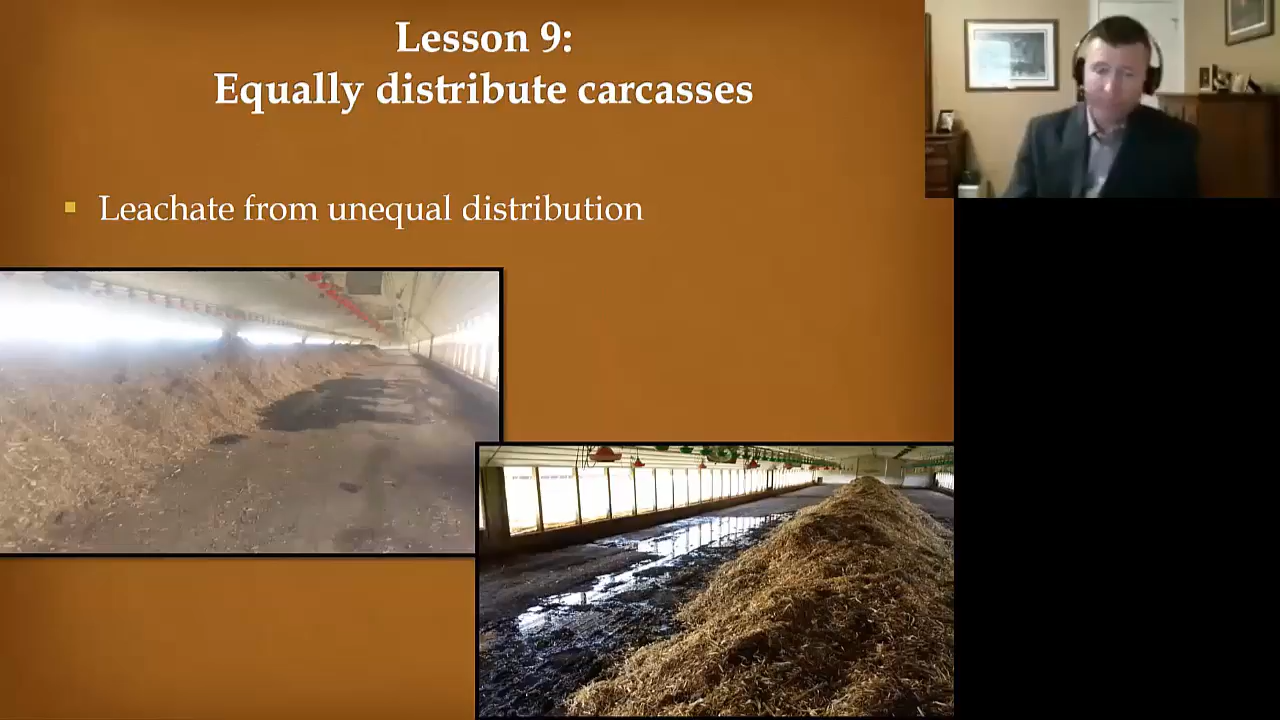 Lesson 9:
Equally distribute carcasses
Leachate from unequal distribution